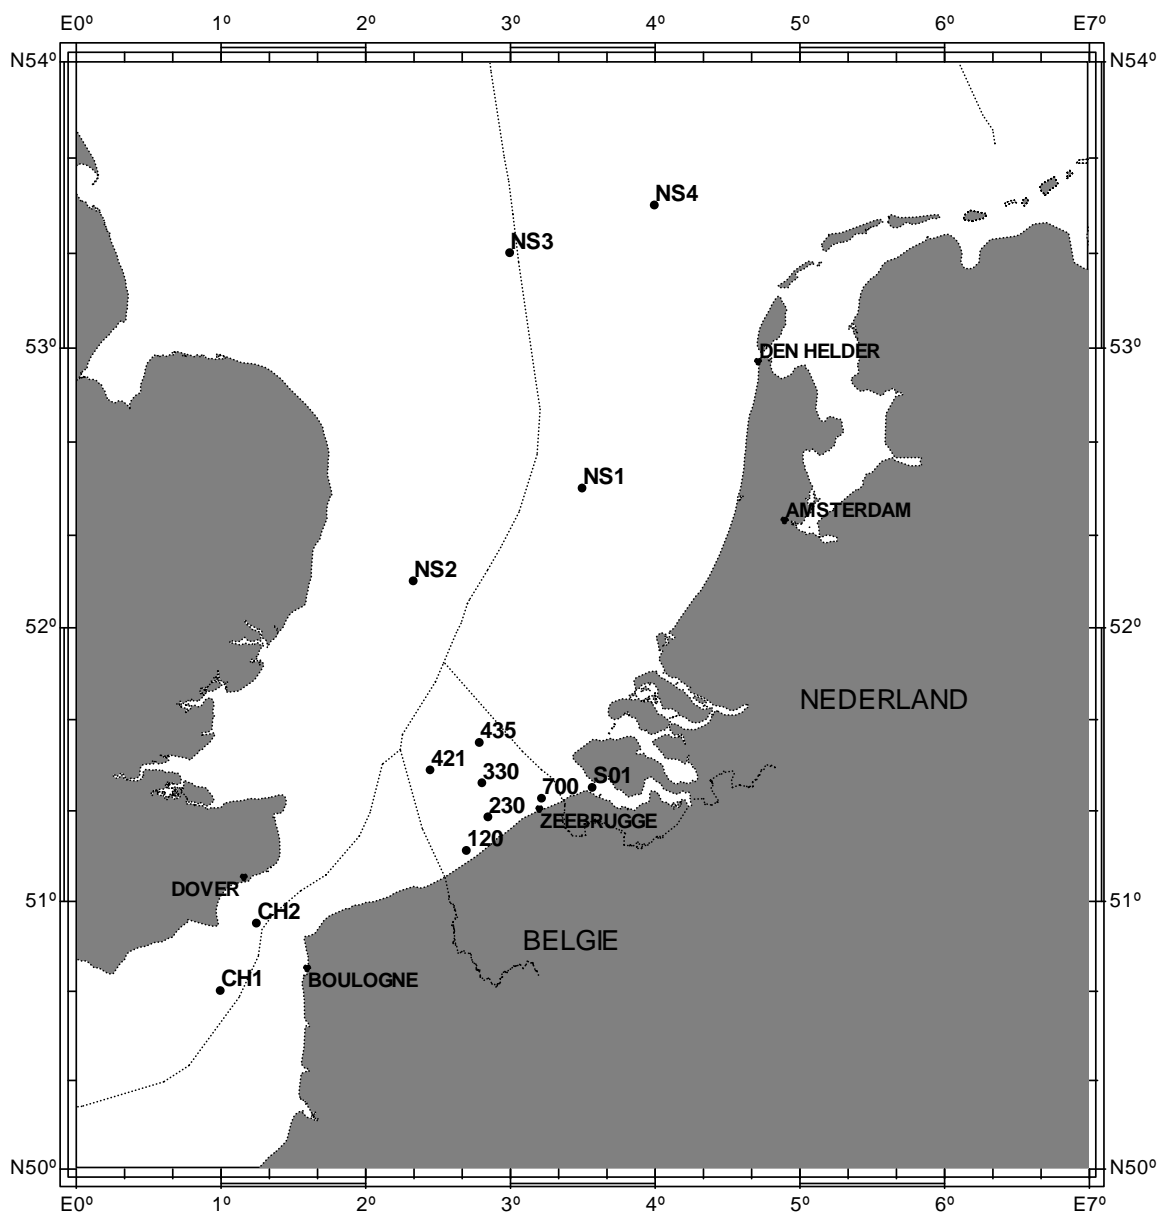 E0º 1º 2º 3º 4º 5º 6º E7º
N54º N54º
NS4
NS3
53º 53º
DEN HELDER
NS1
AMSTERDAM
NS2
52º 52º
NEDERLAND
435
421
330
S01
700
230
ZEEBRUGGE
120
DOVER
51º 51º
CH2
BELGIE
CH1
BOULOGNE
N50º N50º
E0º 1º 2º 3º 4º 5º 6º E7º